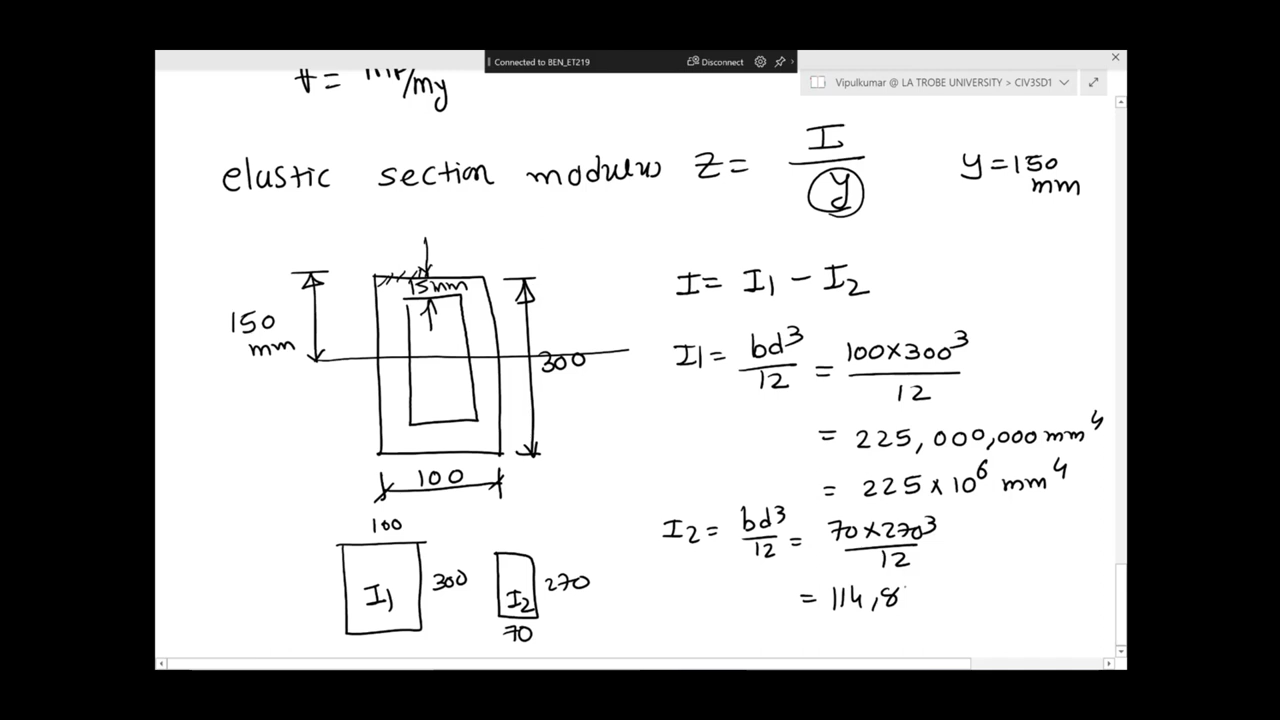 Connected to BEN_ET219
Disconnect
Vipulkumar @ LA TROBE UNIVERSITY > CIV3SD1
elastic section modulus Z = I/y
y = 150 mm
15mm
150 mm
300
100
100
I1
300
I2
270
70
I = I1 - I2
I1 = bd³/12 = 100×300³/12
= 225,000,000 mm⁴
= 225×10⁶ mm⁴
I2 = bd³/12 = 70×270³/12
= 114,8